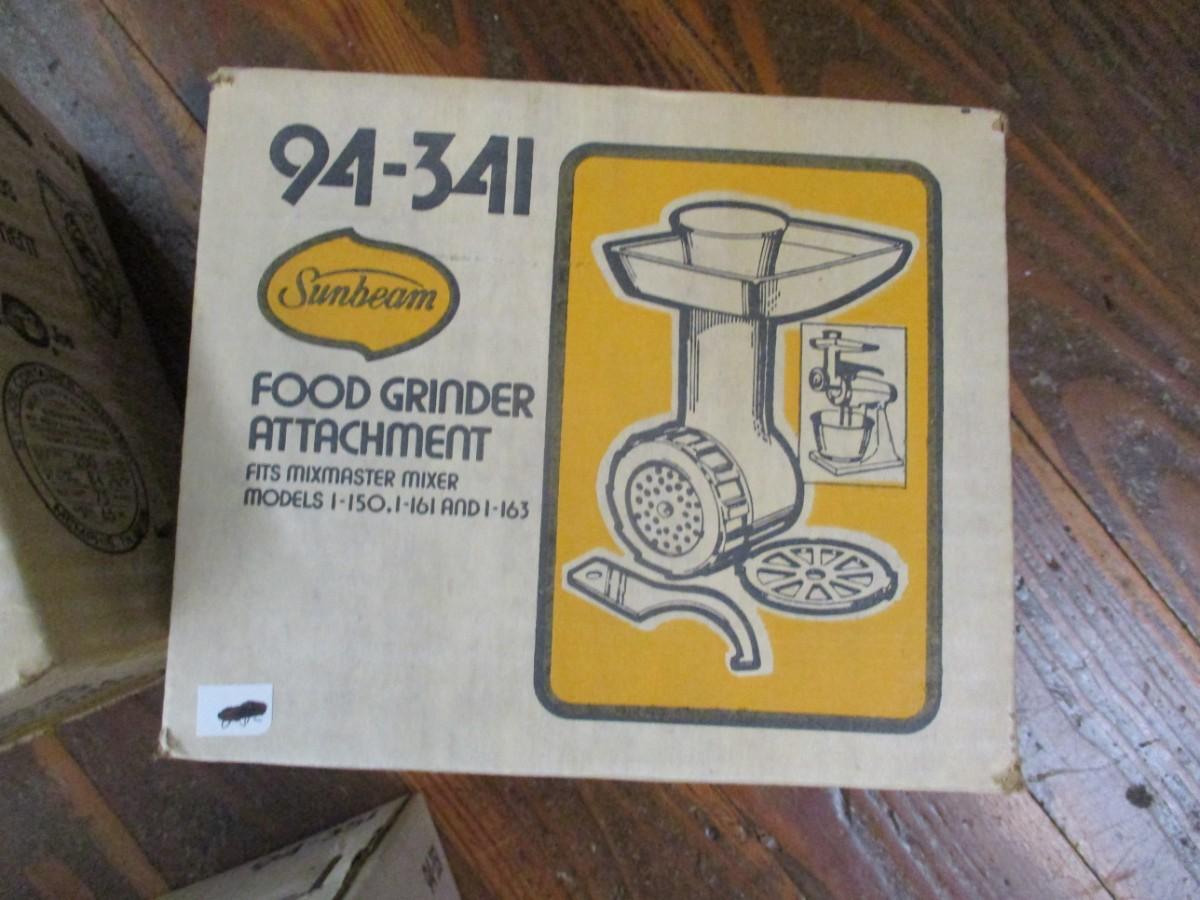 94-341
Sunbeam
FOOD GRINDER
ATTACHMENT
FITS MIXMASTER MIXER
MODELS 1-150, 1-161 AND 1-163